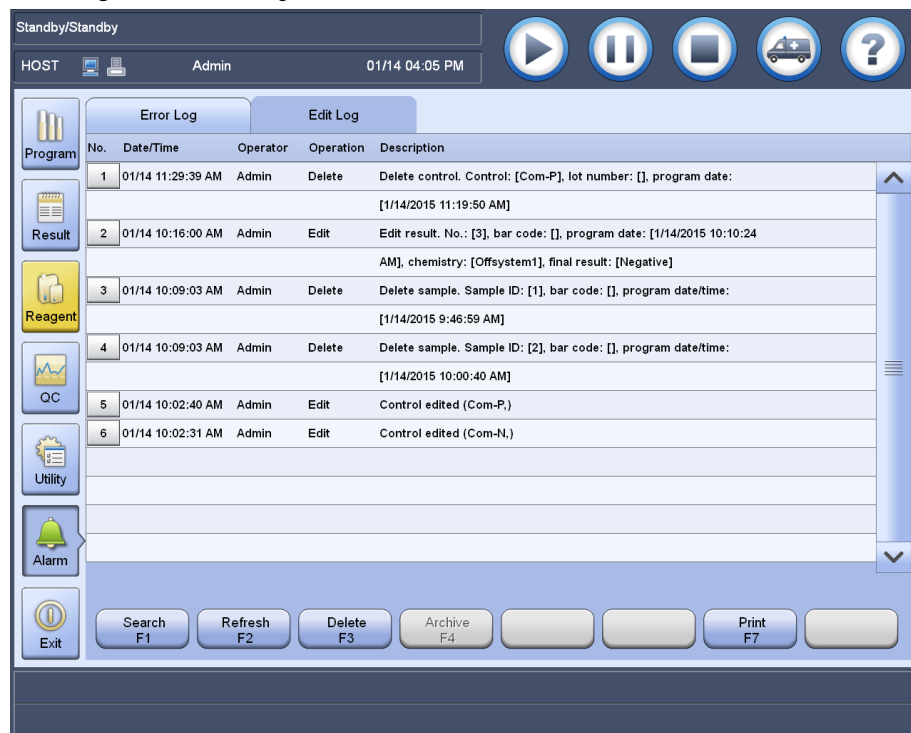 Standby/Standby
HOST Admin 01/14 04:05 PM
?
Error Log Edit Log
No. Date/Time Operator Operation Description
1 01/14 11:29:39 AM Admin Delete Delete control. Control: [Com-P], lot number: [], program date:
[1/14/2015 11:19:50 AM]
2 01/14 10:16:00 AM Admin Edit Edit result. No.: [3], bar code: [], program date: [1/14/2015 10:10:24
AM], chemistry: [Offsystem1], final result: [Negative]
3 01/14 10:09:03 AM Admin Delete Delete sample. Sample ID: [1], bar code: [], program date/time:
[1/14/2015 9:46:59 AM]
4 01/14 10:09:03 AM Admin Delete Delete sample. Sample ID: [2], bar code: [], program date/time:
[1/14/2015 10:00:40 AM]
5 01/14 10:02:40 AM Admin Edit Control edited (Com-P,)
6 01/14 10:02:31 AM Admin Edit Control edited (Com-N,)
Program
Result
Reagent
QC
Utility
Alarm
Exit
Search F1
Refresh F2
Delete F3
Archive F4
Print F7